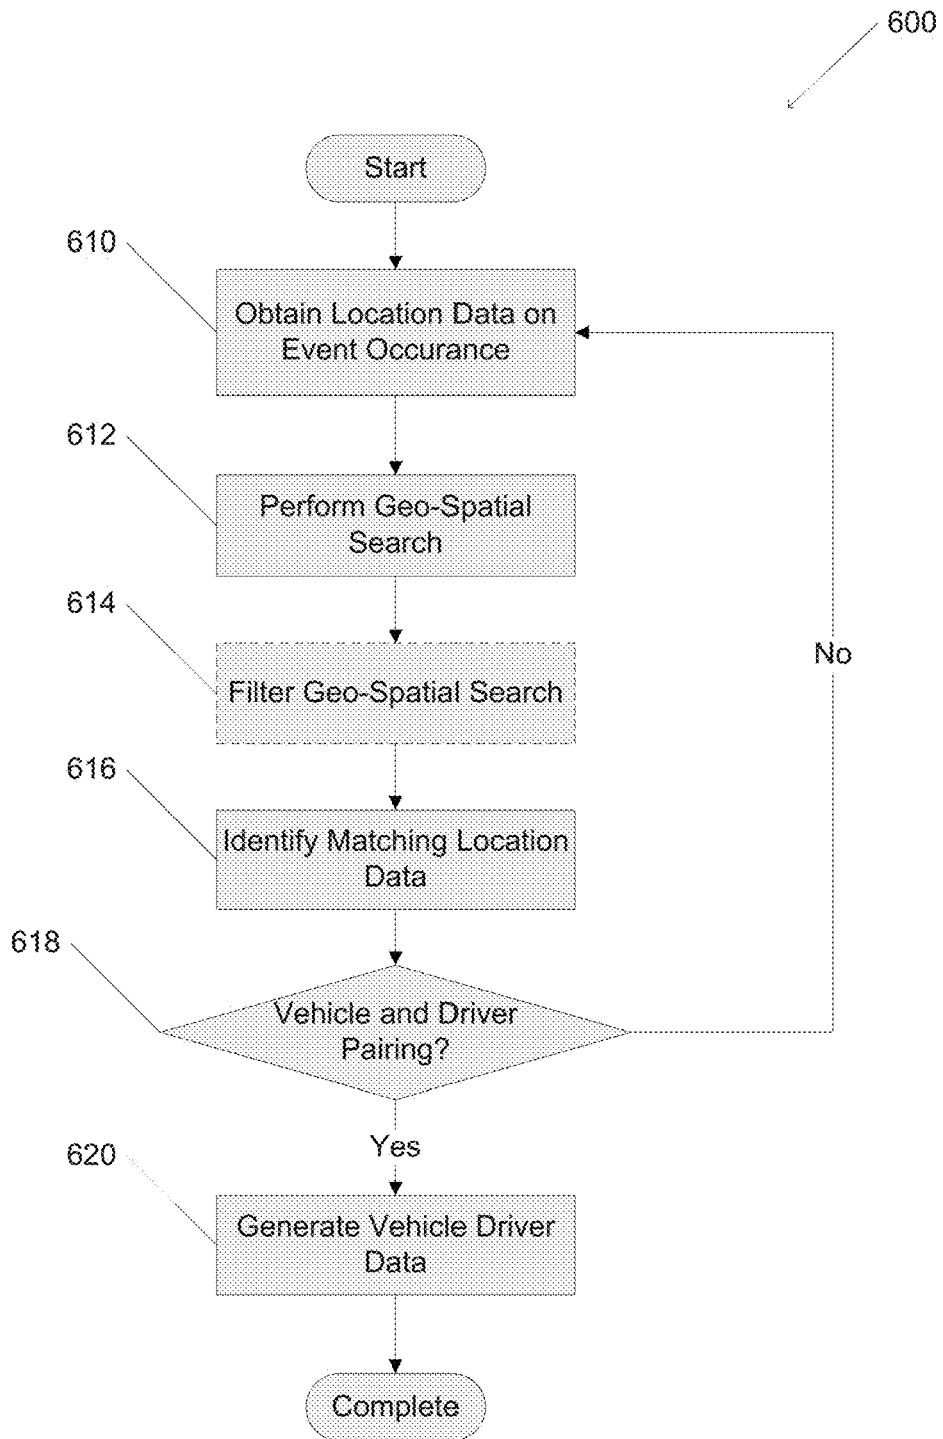 600
Start
610
Obtain Location Data on
Event Occurance
612
Perform Geo-Spatial
Search
614
Filter Geo-Spatial Search
No
616
Identify Matching Location
Data
618
Vehicle and Driver
Pairing?
Yes
620
Generate Vehicle Driver
Data
Complete